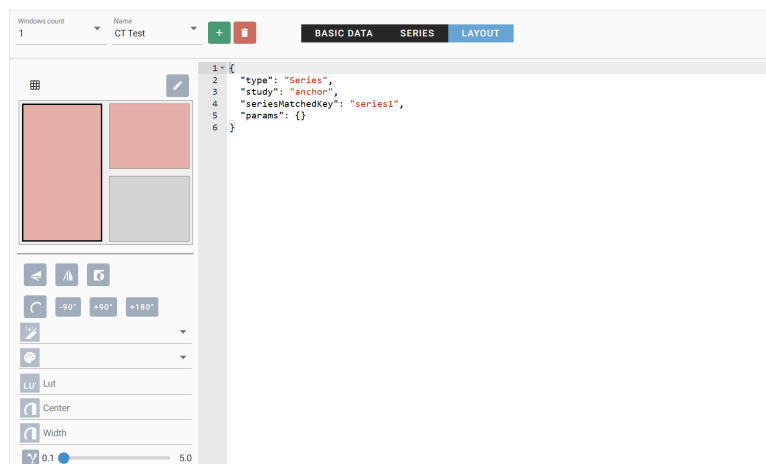 Windows count
1
Name
CT Test
+
BASIC DATA
SERIES
LAYOUT
1 {
2 "type": "Series",
3 "study": "anchor",
4 "seriesMatchedKey": "series1",
5 "params": {}
6 }
-90°
+90°
+180°
LUT Lut
Center
Width
0.1
5.0